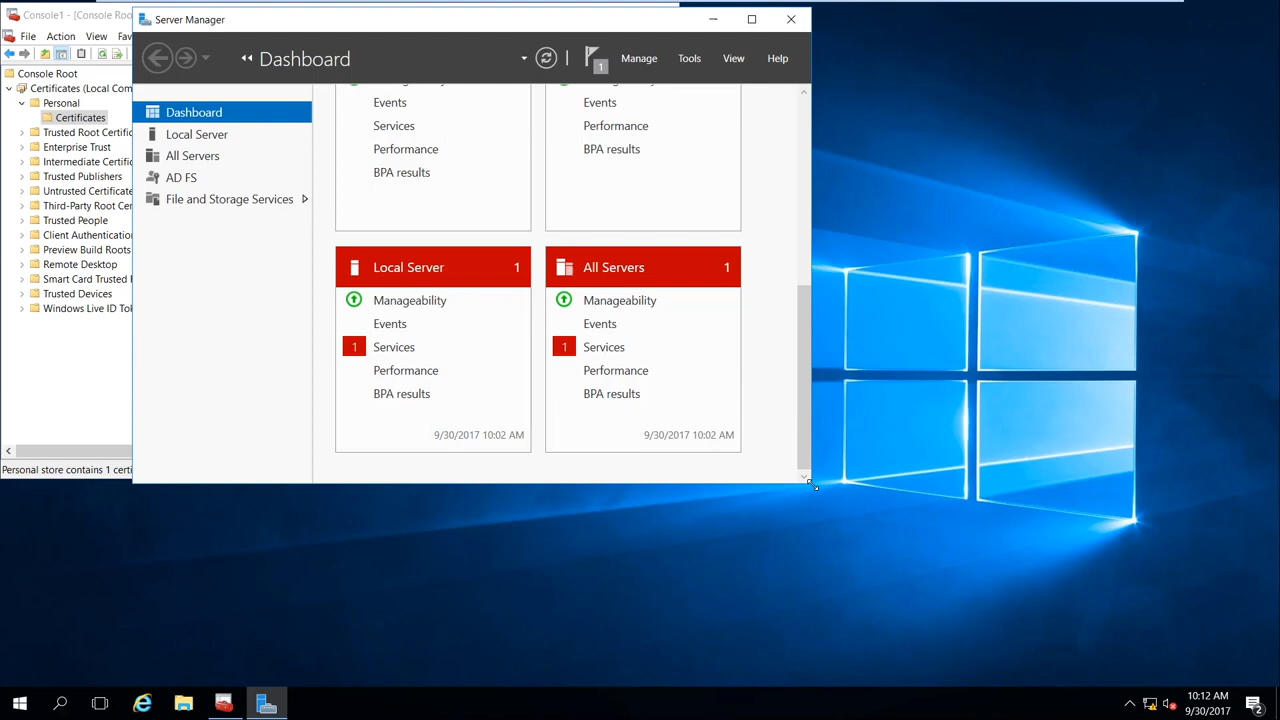 Console1 - [Console Roo
File Action View Fav
Console Root
Certificates (Local Com
Personal
Certificates
Trusted Root Certific
Enterprise Trust
Intermediate Certific
Trusted Publishers
Untrusted Certificate
Third-Party Root Cer
Trusted People
Client Authentication
Preview Build Roots
Remote Desktop
Smart Card Trusted R
Trusted Devices
Windows Live ID Tok
Personal store contains 1 certi
Server Manager
Dashboard
1
Manage Tools View Help
Dashboard
Local Server
All Servers
AD FS
File and Storage Services
Events
Services
Performance
BPA results
Events
Performance
BPA results
Local Server 1
Manageability
Events
1 Services
Performance
BPA results
9/30/2017 10:02 AM
All Servers 1
Manageability
Events
1 Services
Performance
BPA results
9/30/2017 10:02 AM
10:12 AM
9/30/2017
2